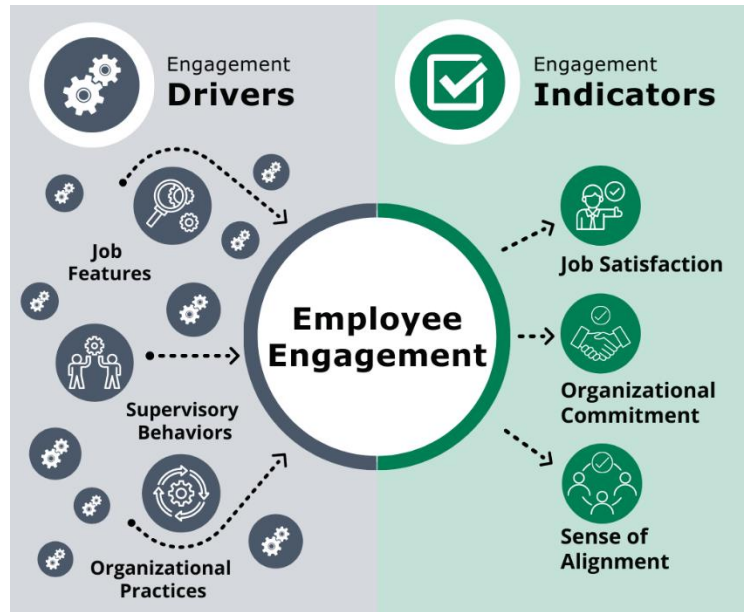 Engagement
Drivers
Engagement
Indicators
Job
Features
Supervisory
Behaviors
Organizational
Practices
Employee
Engagement
Job Satisfaction
Organizational
Commitment
Sense of
Alignment